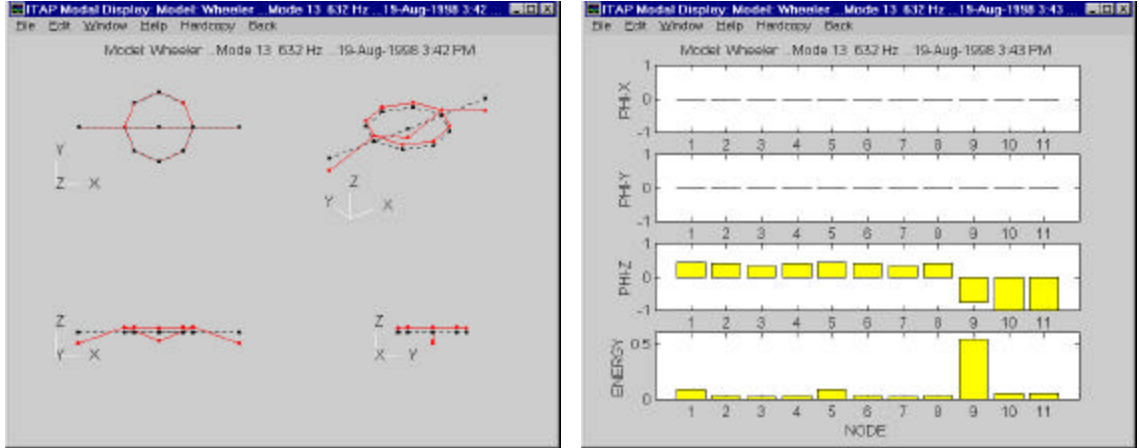 ITAP Modal Display: Model: Wheeler .. Mode 13 632 Hz .. 19-Aug-1998 3:42 ...
File Edit Window Help Hardcopy Back
Model: Wheeler .. Mode 13 632 Hz .. 19-Aug-1998 3:42 PM
Y
Z X
Z
Y X
Z
Y X
Z
X Y
ITAP Modal Display: Model: Wheeler .. Mode 13 632 Hz .. 19-Aug-1998 3:43 ...
File Edit Window Help Hardcopy Back
Model: Wheeler .. Mode 13 632 Hz .. 19-Aug-1998 3:43 PM
1
PHI-X 0
-1
1 2 3 4 5 6 7 8 9 10 11
1
PHI-Y 0
-1
1 2 3 4 5 6 7 8 9 10 11
1
PHI-Z 0
-1
1 2 3 4 5 6 7 8 9 10 11
0.5
ENERGY
0
1 2 3 4 5 6 7 8 9 10 11
NODE